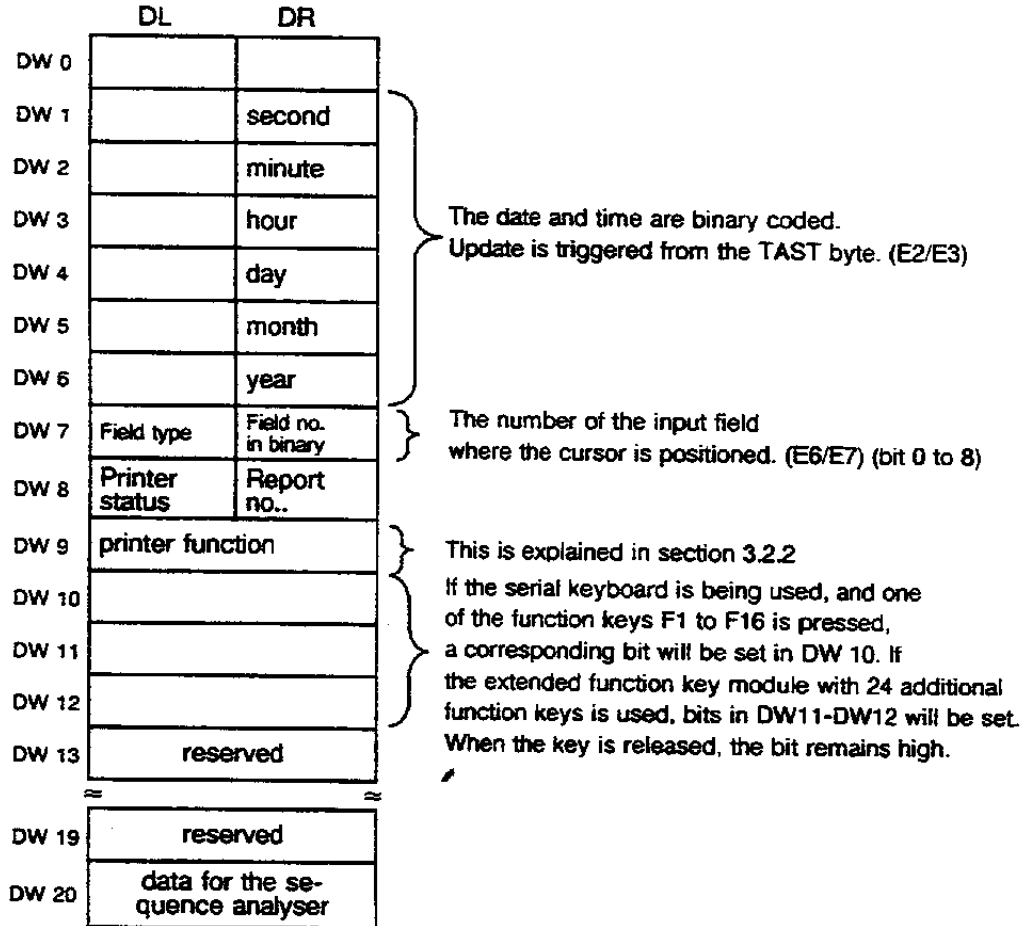 DL DR
DW 0
DW 1 second
DW 2 minute
DW 3 hour
DW 4 day
DW 5 month
DW 6 year
The date and time are binary coded.
Update is triggered from the TAST byte. (E2/E3)
DW 7 Field type Field no.
in binary
The number of the input field
where the cursor is positioned. (E6/E7) (bit 0 to 8)
DW 8 Printer
status
Report
no..
DW 9 printer function
This is explained in section 3.2.2
DW 10
DW 11
DW 12
If the serial keyboard is being used, and one
of the function keys F1 to F16 is pressed,
a corresponding bit will be set in DW 10. If
the extended function key module with 24 additional
function keys is used, bits in DW11-DW12 will be set.
When the key is released, the bit remains high.
DW 13 reserved
≈ ≈
DW 19 reserved
DW 20 data for the se-
quence analyser